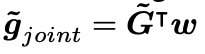 g̃_joint = G̃ᵀw